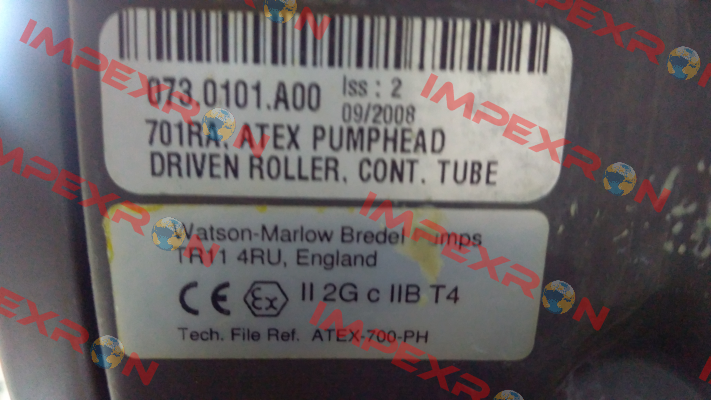 073.0101.A00 Iss : 2
09/2008
701RA. ATEX PUMPHEAD
DRIVEN ROLLER. CONT. TUBE
Watson-Marlow Bredel Pumps
TR11 4RU, England
CE Ex II 2G c IIB T4
Tech. File Ref. ATEX-700-PH
IMPEXRON
IMPEXRON
IMPEXRON
IMPEXRON
IMPEXRON